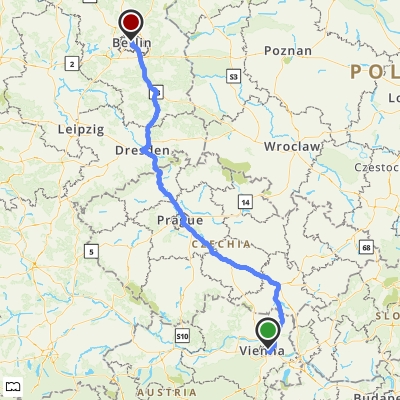 Berlin
Poznan
2
S3
POL
Lo
Leipzig
Dresden
Wroclaw
Czestoc
14
Prague
CZECHIA
68
5
S10
SLO
Vienna
AUSTRIA
Budape